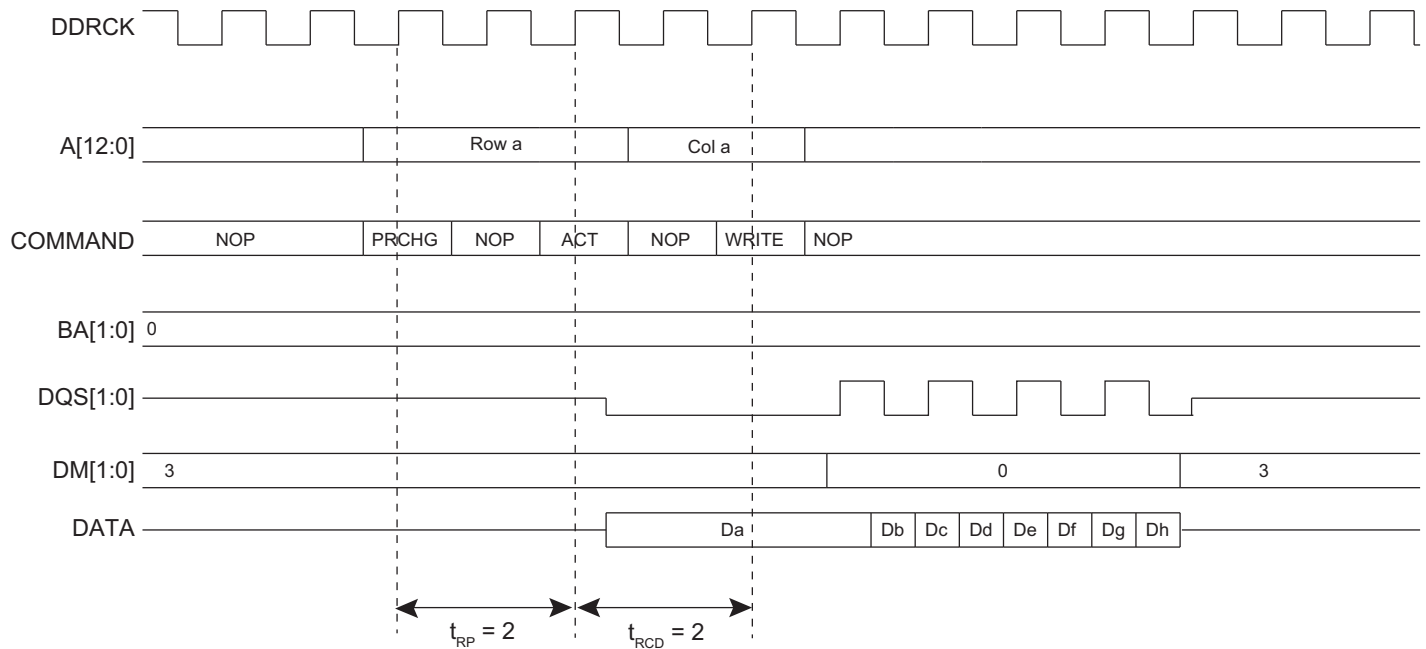 DDRCK
A[12:0] Row a Col a
COMMAND NOP PRCHG NOP ACT NOP WRITE NOP
BA[1:0] 0
DQS[1:0]
DM[1:0] 3 0 3
DATA Da Db Dc Dd De Df Dg Dh
tRP = 2 tRCD = 2